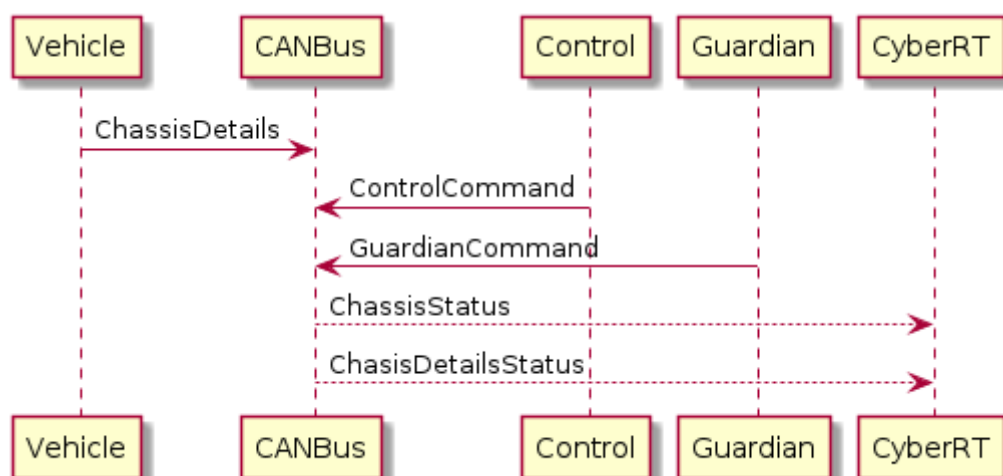 Vehicle CANBus Control Guardian CyberRT
ChassisDetails
ControlCommand
GuardianCommand
ChassisStatus
ChasisDetailsStatus
Vehicle CANBus Control Guardian CyberRT